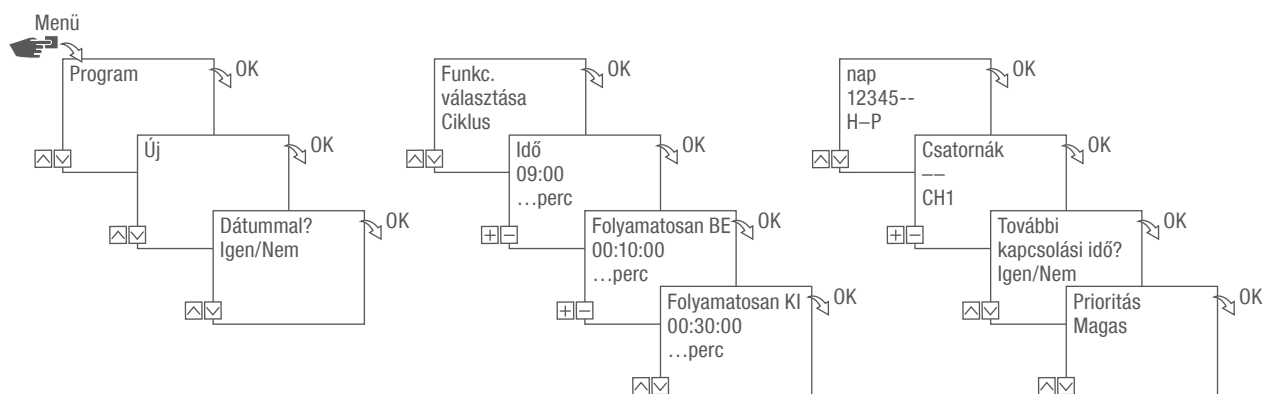 Menü
Program
OK
Új
OK
Dátummal?
Igen/Nem
OK
Funkc.
választása
Ciklus
OK
Idő
09:00
…perc
OK
Folyamatosan BE
00:10:00
…perc
OK
Folyamatosan KI
00:30:00
…perc
OK
nap
12345--
H–P
OK
Csatornák
––
CH1
OK
További
kapcsolási idő?
Igen/Nem
OK
Prioritás
Magas
OK